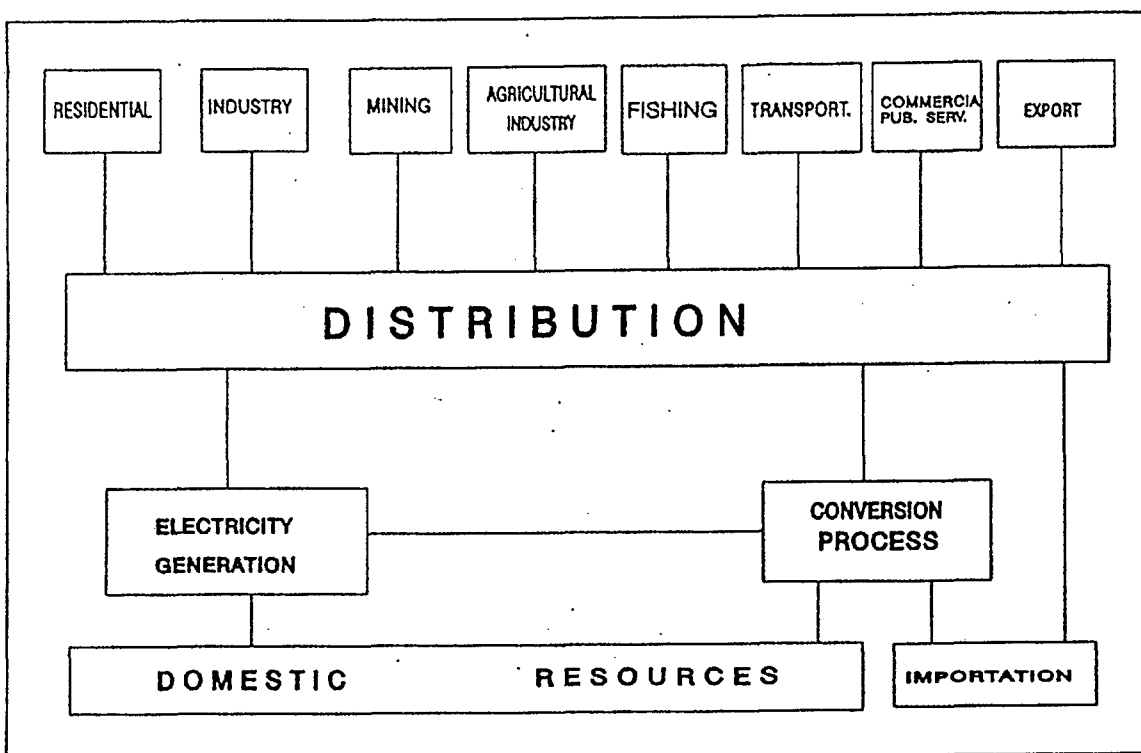 RESIDENTIAL
INDUSTRY
MINING
AGRICULTURAL
INDUSTRY
FISHING
TRANSPORT.
COMMERCIA
PUB. SERV.
EXPORT
DISTRIBUTION
ELECTRICITY
GENERATION
CONVERSION
PROCESS
DOMESTIC RESOURCES
IMPORTATION